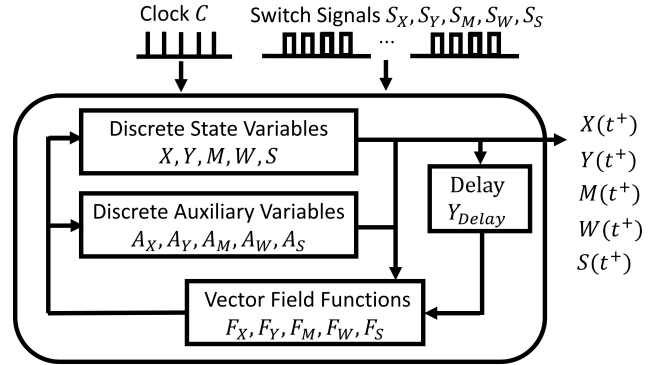 Clock C
Switch Signals S_X, S_Y, S_M, S_W, S_S
...
Discrete State Variables
X, Y, M, W, S
Discrete Auxiliary Variables
A_X, A_Y, A_M, A_W, A_S
Delay
Y_Delay
Vector Field Functions
F_X, F_Y, F_M, F_W, F_S
X(t⁺)
Y(t⁺)
M(t⁺)
W(t⁺)
S(t⁺)